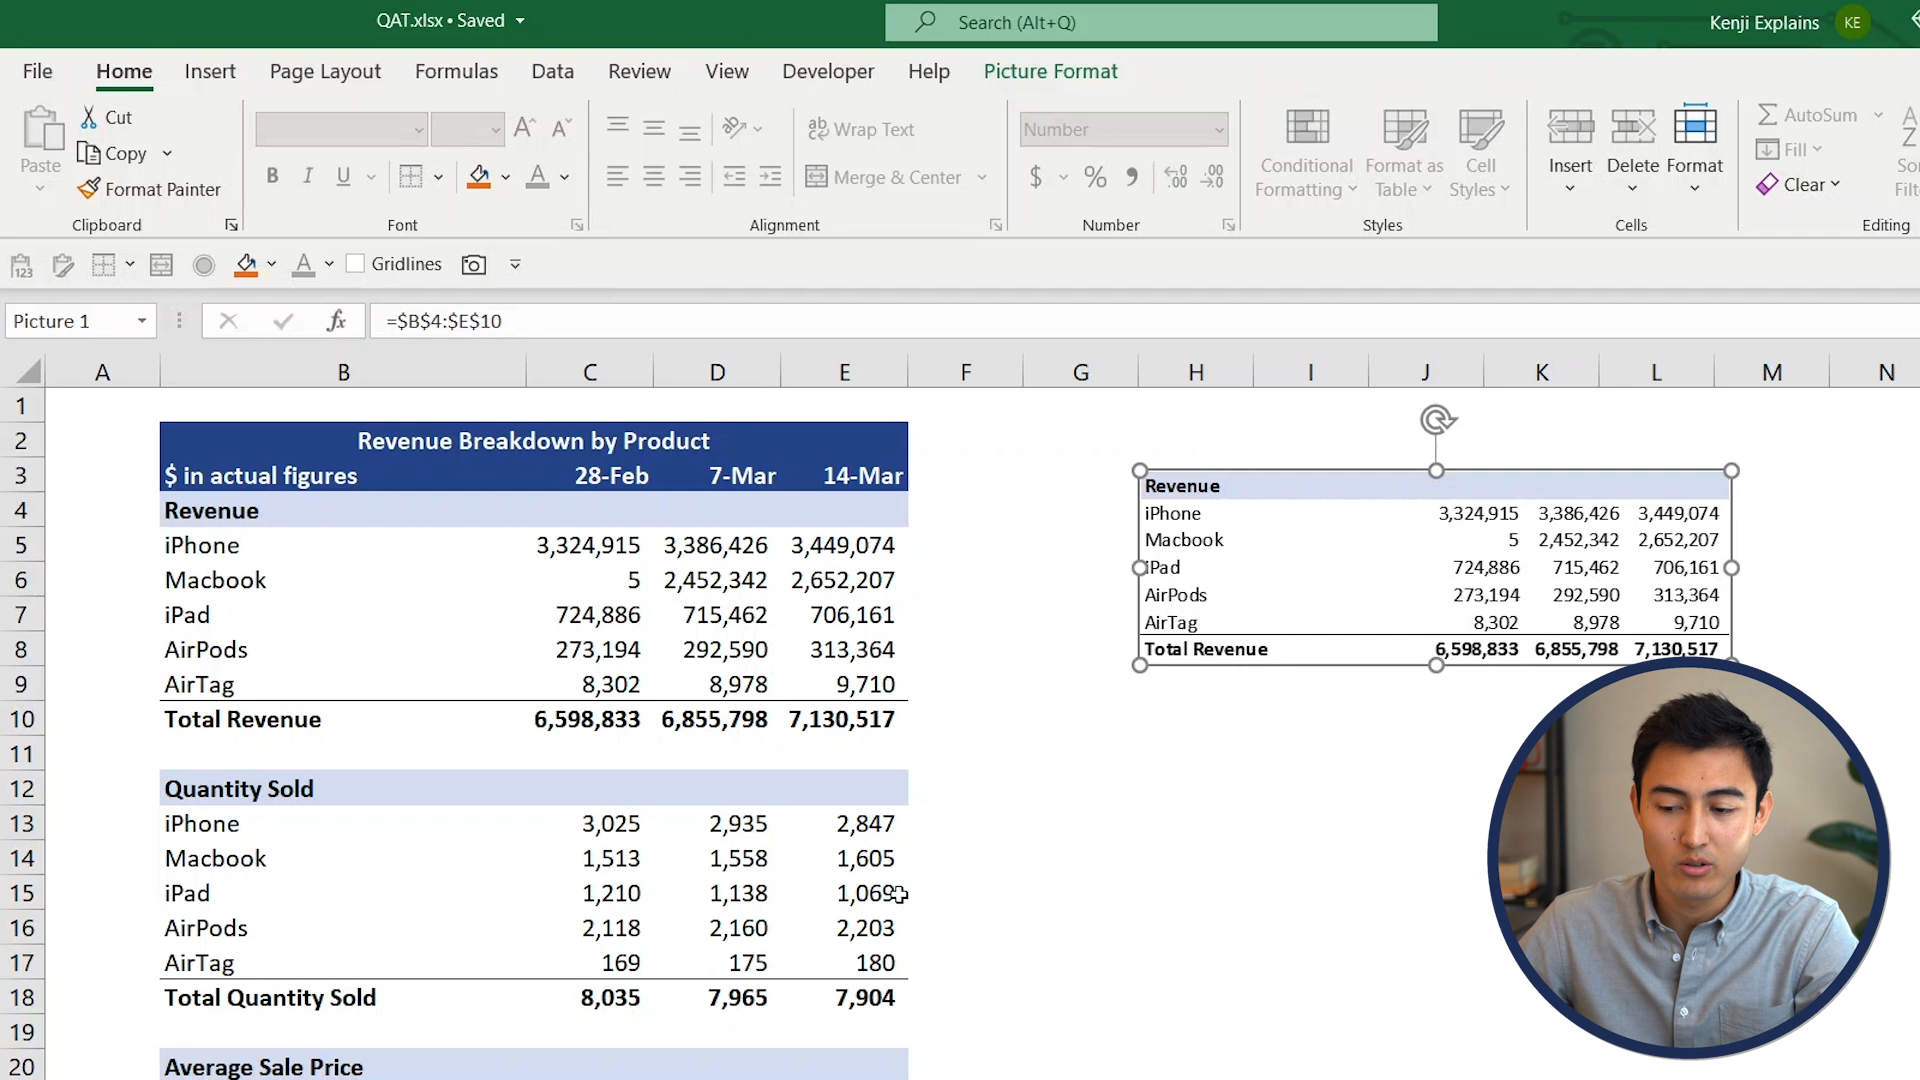 QAT.xlsx • Saved
Search (Alt+Q)
Kenji Explains
KE
File Home Insert Page Layout Formulas Data Review View Developer Help Picture Format
Paste
Cut
Copy
Format Painter
Clipboard
B I U
A A
A
Font
ab Wrap Text
Merge & Center
Alignment
Number
$ % 9
Number
Conditional Formatting
Format as Table
Cell Styles
Styles
Insert Delete Format
Cells
AutoSum
Fill
Clear
Editing
123
A
Gridlines
Picture 1
fx
=$B$4:$E$10
A B C D E F G H I J K L M N
1
2 Revenue Breakdown by Product
3 $ in actual figures 28-Feb 7-Mar 14-Mar
4 Revenue
5 iPhone 3,324,915 3,386,426 3,449,074
6 Macbook 5 2,452,342 2,652,207
7 iPad 724,886 715,462 706,161
8 AirPods 273,194 292,590 313,364
9 AirTag 8,302 8,978 9,710
10 Total Revenue 6,598,833 6,855,798 7,130,517
11
12 Quantity Sold
13 iPhone 3,025 2,935 2,847
14 Macbook 1,513 1,558 1,605
15 iPad 1,210 1,138 1,069
16 AirPods 2,118 2,160 2,203
17 AirTag 169 175 180
18 Total Quantity Sold 8,035 7,965 7,904
19
20 Average Sale Price
Revenue
iPhone 3,324,915 3,386,426 3,449,074
Macbook 5 2,452,342 2,652,207
iPad 724,886 715,462 706,161
AirPods 273,194 292,590 313,364
AirTag 8,302 8,978 9,710
Total Revenue 6,598,833 6,855,798 7,130,517